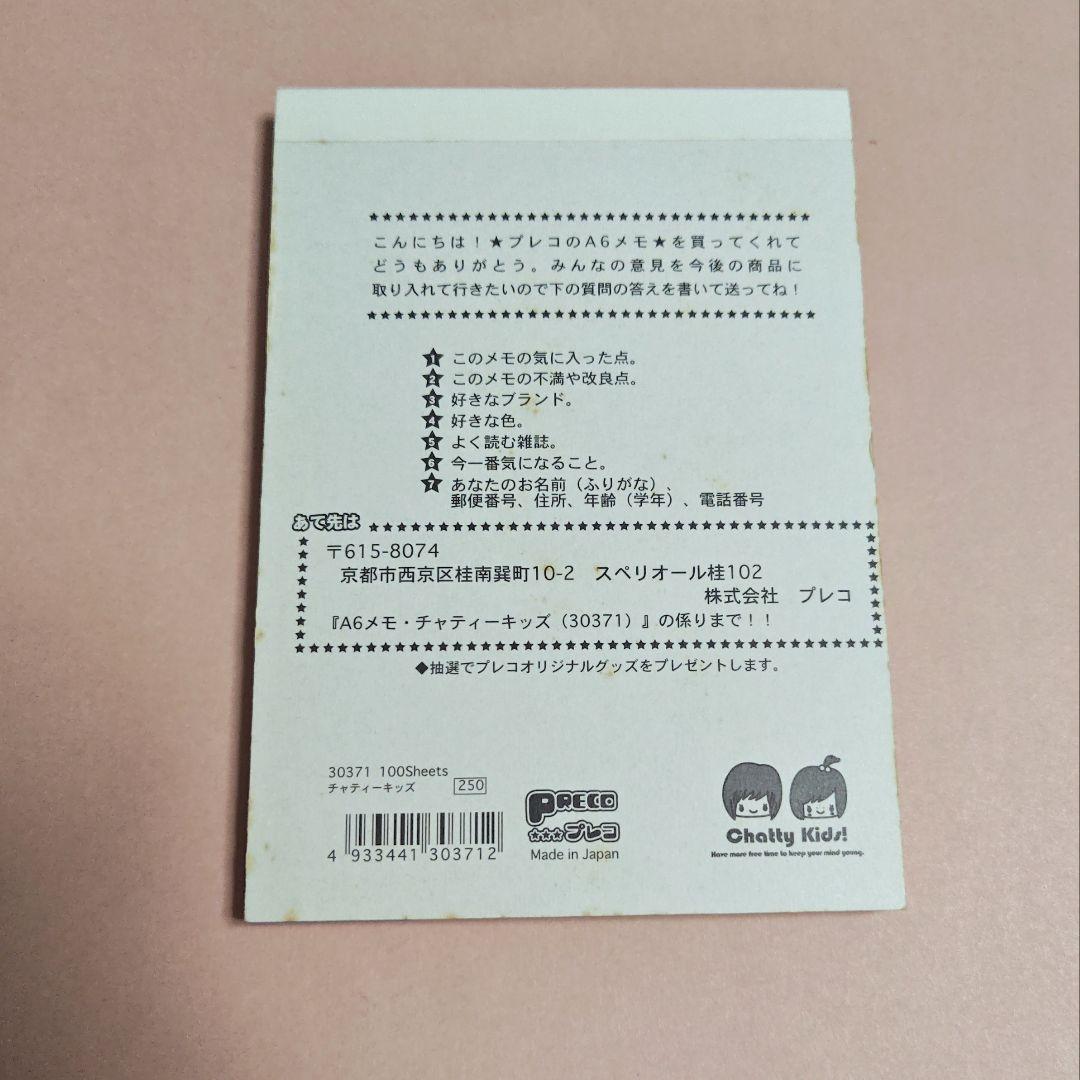 こんにちは！★プレコのA6メモ★を買ってくれて
どうもありがとう。みんなの意見を今後の商品に
取り入れて行きたいので下の質問の答えを書いて送ってね！
1 このメモの気に入った点。
2 このメモの不満や改良点。
3 好きなブランド。
4 好きな色。
5 よく読む雑誌。
6 今一番気になること。
7 あなたのお名前（ふりがな）、
郵便番号、住所、年齢（学年）、電話番号
あて先は
〒615-8074
京都市西京区桂南巽町10-2　スペリオール桂102
株式会社　プレコ
『A6メモ・チャティーキッズ（30371）』の係りまで！！
◆抽選でプレコオリジナルグッズをプレゼントします。
30371 100Sheets
チャティーキッズ 250
4 933441 303712
PRECO
★★★プレコ
Made in Japan
Chatty Kids!
Have more free time to keep your mind young.